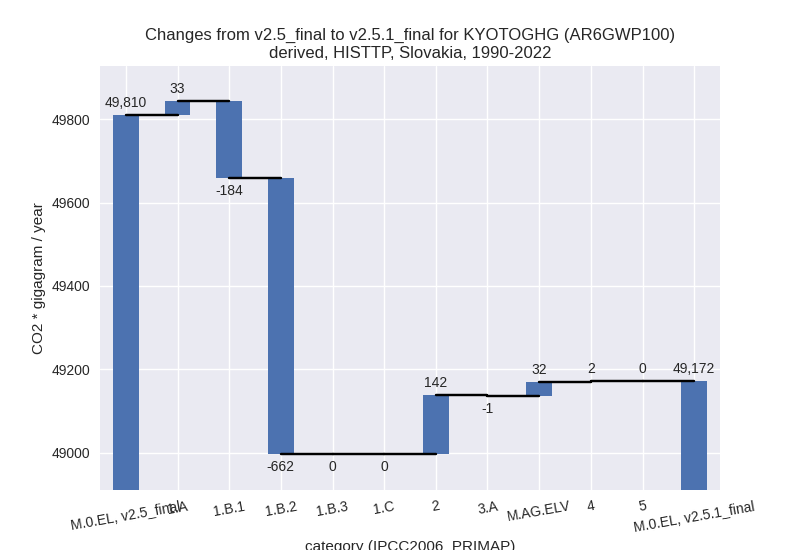 Changes from v2.5_final to v2.5.1_final for KYOTOGHG (AR6GWP100)
derived, HISTTP, Slovakia, 1990-2022
CO2 * gigagram / year
49800
49600
49400
49200
49000
49,810
33
-184
-662
0
0
142
-1
32
2
0
49,172
M.0.EL, v2.5_final
1.A
1.B.1
1.B.2
1.B.3
1.C
2
3.A
M.AG.ELV
4
5
M.0.EL, v2.5.1_final
category (IPCC2006_PRIMAP)